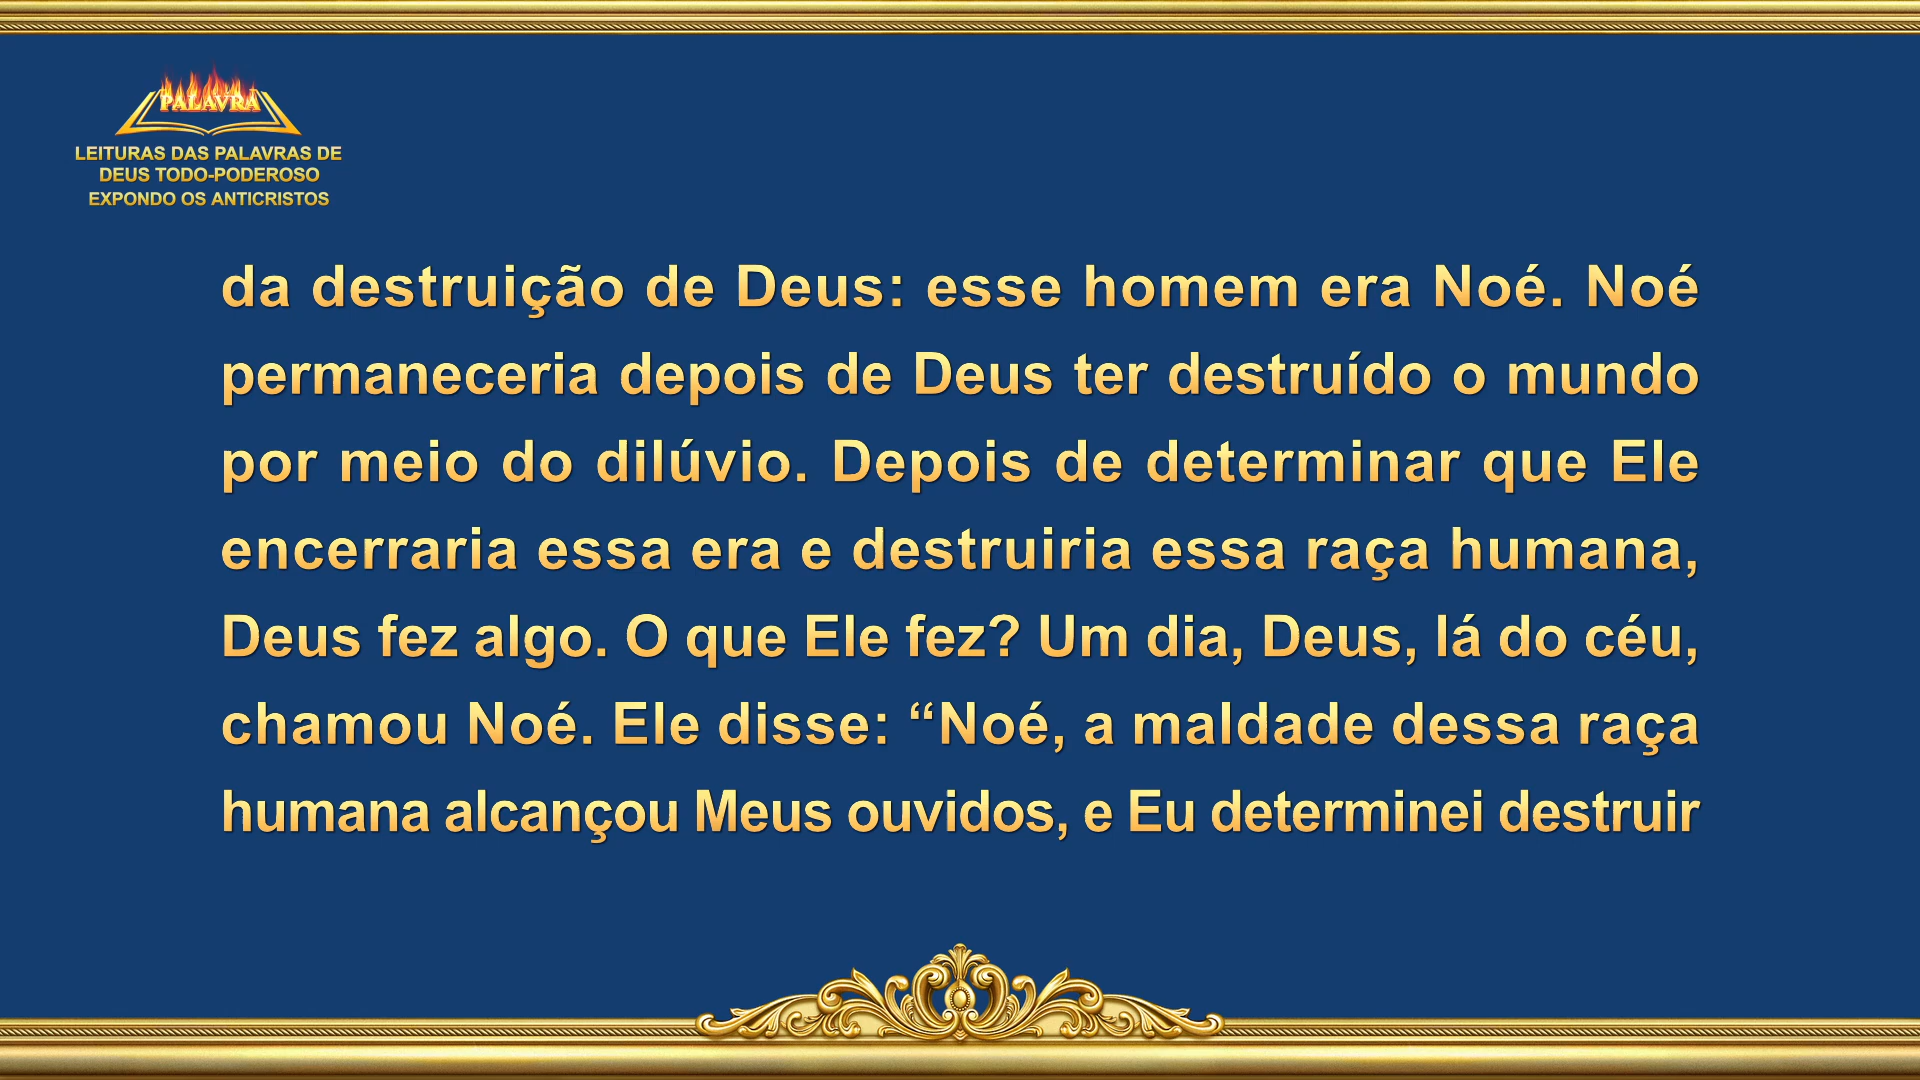 PALAVRA
LEITURAS DAS PALAVRAS DE
DEUS TODO-PODEROSO
EXPONDO OS ANTICRISTOS
da destruição de Deus: esse homem era Noé. Noé
permaneceria depois de Deus ter destruído o mundo
por meio do dilúvio. Depois de determinar que Ele
encerraria essa era e destruiria essa raça humana,
Deus fez algo. O que Ele fez? Um dia, Deus, lá do céu,
chamou Noé. Ele disse: “Noé, a maldade dessa raça
humana alcançou Meus ouvidos, e Eu determinei destruir